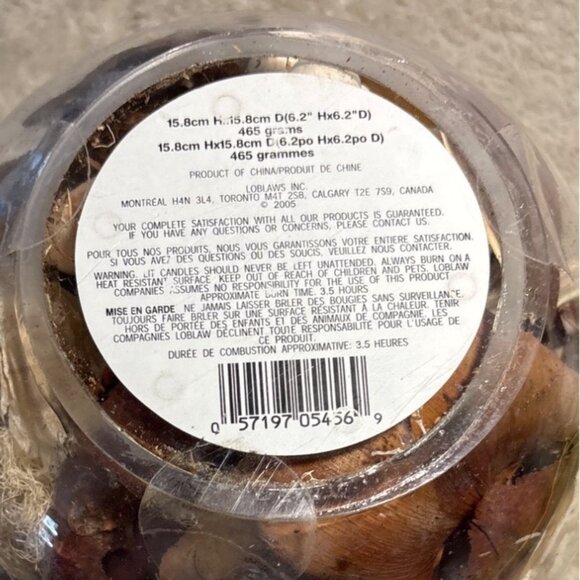 15.8cm Hx15.8cm D(6.2" Hx6.2"D)
465 grams
15.8cm Hx15.8cm D(6.2po Hx6.2po D)
465 grammes
PRODUCT OF CHINA/PRODUIT DE CHINE
LOBLAWS INC.
MONTRÉAL H4N 3L4, TORONTO M4T 2S8, CALGARY T2E 7S9, CANADA
© 2005
YOUR COMPLETE SATISFACTION WITH ALL OUR PRODUCTS IS GUARANTEED.
IF YOU HAVE ANY QUESTIONS OR CONCERNS, PLEASE CONTACT US.
POUR TOUS NOS PRODUITS, NOUS VOUS GARANTISSONS VOTRE ENTIERE SATISFACTION.
SI VOUS AVEZ DES QUESTIONS OU DES SOUCIS, VEUILLEZ NOUS CONTACTER.
WARNING. LIT CANDLES SHOULD NEVER BE LEFT UNATTENDED. ALWAYS BURN ON A
HEAT RESISTANT SURFACE. KEEP OUT OF REACH OF CHILDREN AND PETS. LOBLAW
COMPANIES ASSUMES NO RESPONSIBILITY FOR THE USE OF THIS PRODUCT.
APPROXIMATE BURN TIME: 3.5 HOURS
MISE EN GARDE NE JAMAIS LAISSER BRLER DES BOUGIES SANS SURVEILLANCE.
TOUJOURS FAIRE BRLER SUR UNE SURFACE RÉSISTANT À LA CHALEUR. TENIR
HORS DE PORTÉE DES ENFANTS ET DES ANIMAUX DE COMPAGNIE. LES
COMPAGNIES LOBLAW DÉCLINENT TOUTE RESPONSABILITÉ POUR L'USAGE DE
CE PRODUIT.
DURÉE DE COMBUSTION APPROXIMATIVE: 3.5 HEURES
0 57197 05456 9